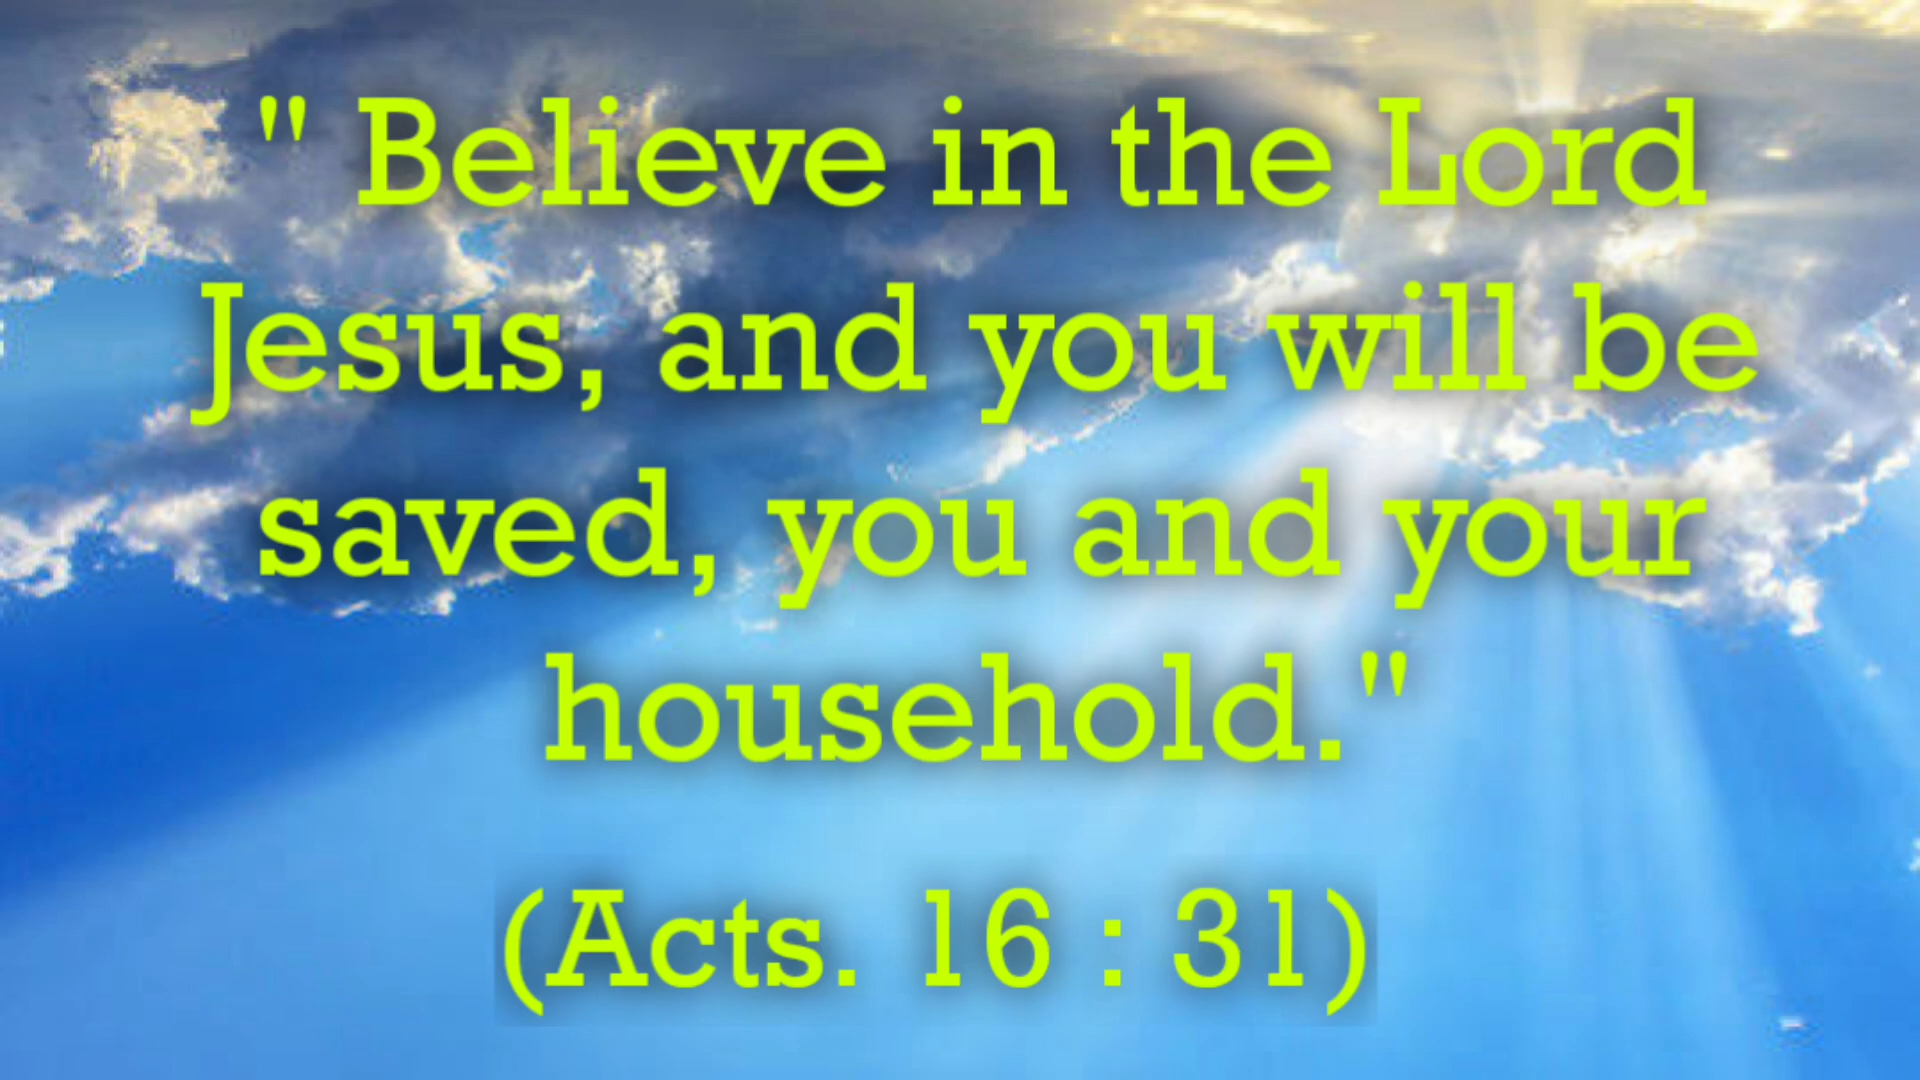 " Believe in the Lord
Jesus, and you will be
saved, you and your
household."
(Acts. 16 : 31)